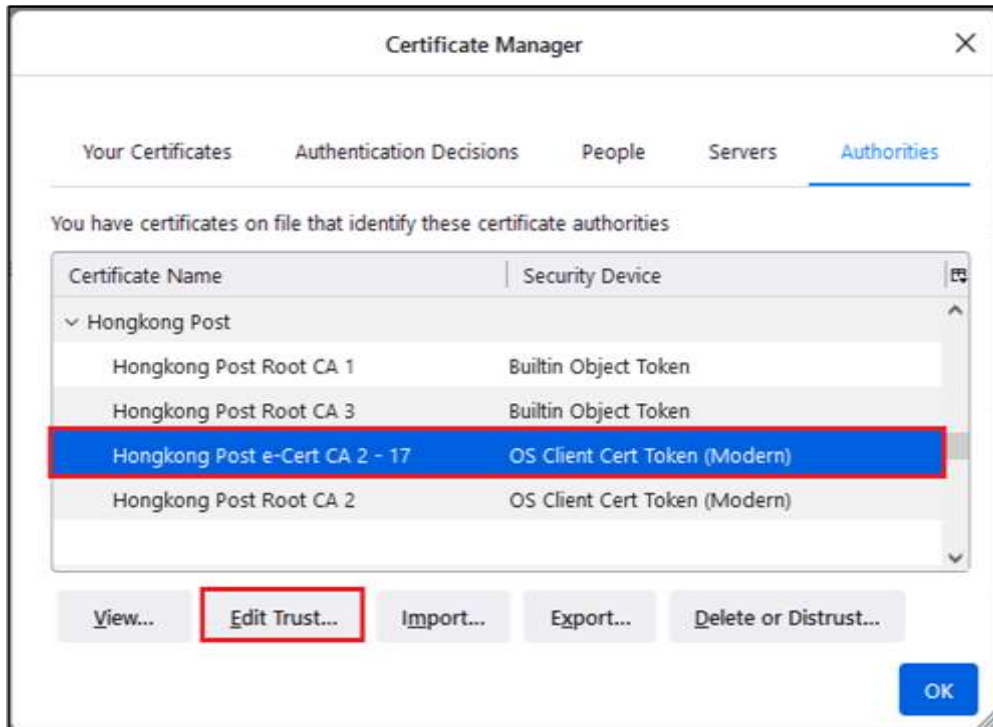 Certificate Manager
Your Certificates Authentication Decisions People Servers Authorities
You have certificates on file that identify these certificate authorities
Certificate Name Security Device
Hongkong Post
Hongkong Post Root CA 1 Builtin Object Token
Hongkong Post Root CA 3 Builtin Object Token
Hongkong Post e-Cert CA 2 - 17 OS Client Cert Token (Modern)
Hongkong Post Root CA 2 OS Client Cert Token (Modern)
View... Edit Trust... Import... Export... Delete or Distrust...
OK